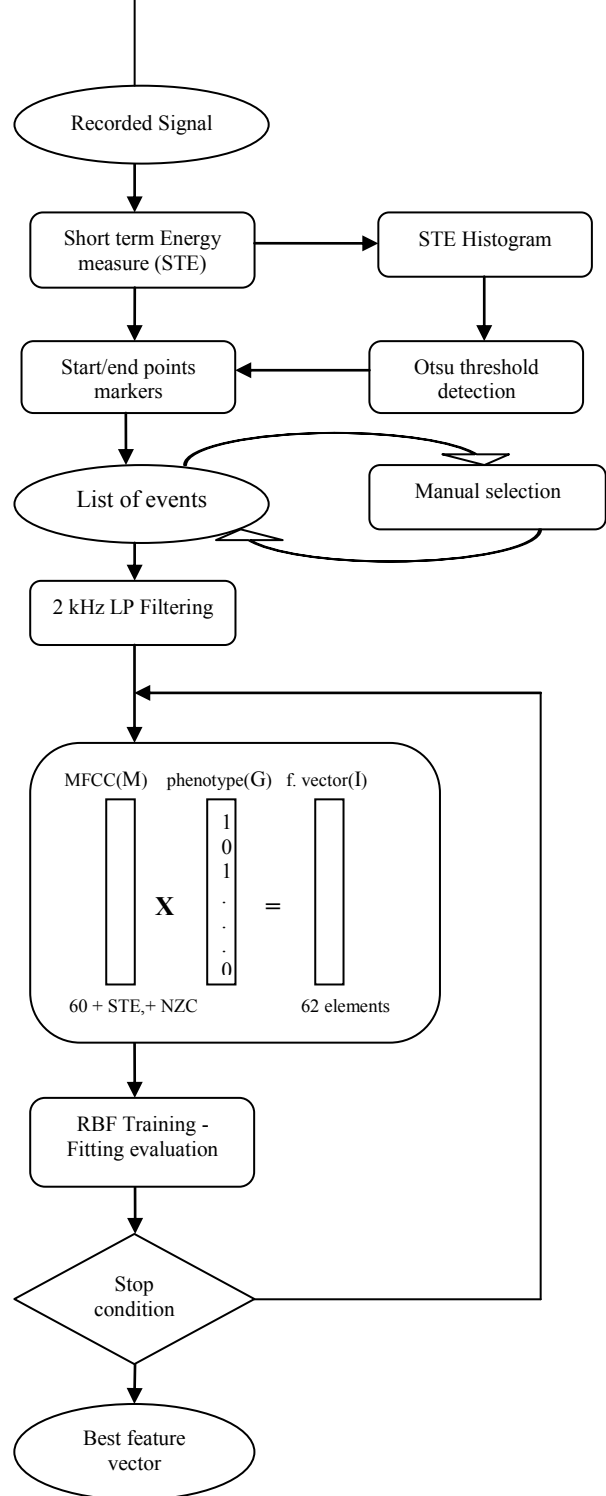 Recorded Signal
Short term Energy
measure (STE)
STE Histogram
Start/end points
markers
Otsu threshold
detection
List of events
Manual selection
2 kHz LP Filtering
MFCC(M) phenotype(G) f. vector(I)
1
0
1
.
.
.
0
X =
60 + STE,+ NZC 62 elements
RBF Training -
Fitting evaluation
Stop
condition
Best feature
vector